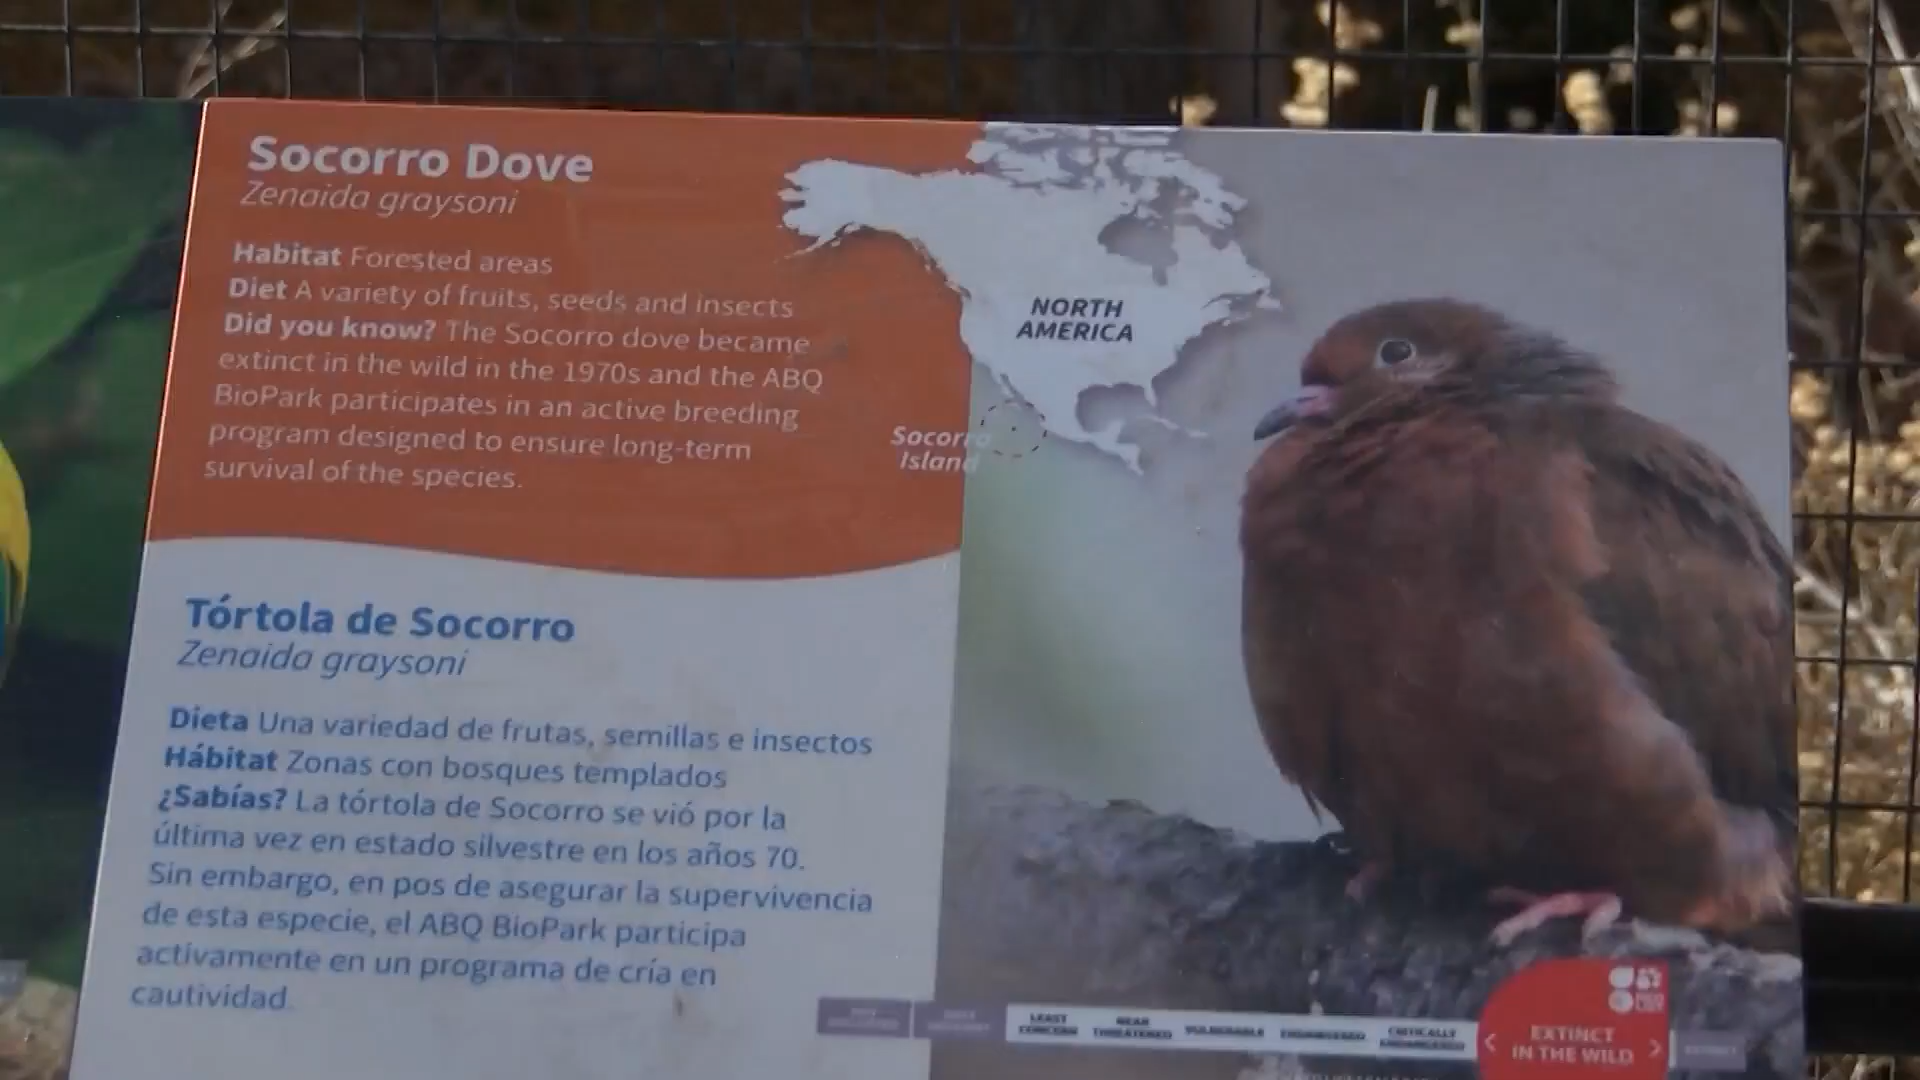 Socorro Dove
Zenaida graysoni
Habitat Forested areas
Diet A variety of fruits, seeds and insects
Did you know? The Socorro dove became
extinct in the wild in the 1970s and the ABQ
BioPark participates in an active breeding
program designed to ensure long-term
survival of the species.
NORTH
AMERICA
Socorro
Island
Tórtola de Socorro
Zenaida graysoni
Dieta Una variedad de frutas, semillas e insectos
Hábitat Zonas con bosques templados
¿Sabías? La tórtola de Socorro se vió por la
última vez en estado silvestre en los años 70.
Sin embargo, en pos de asegurar la supervivencia
de esta especie, el ABQ BioPark participa
activamente en un programa de cría en
cautividad.
LEAST
CONCERN
NEAR
THREATENED
VULNERABLE
ENDANGERED
CRITICALLY
ENDANGERED
< EXTINCT
IN THE WILD >